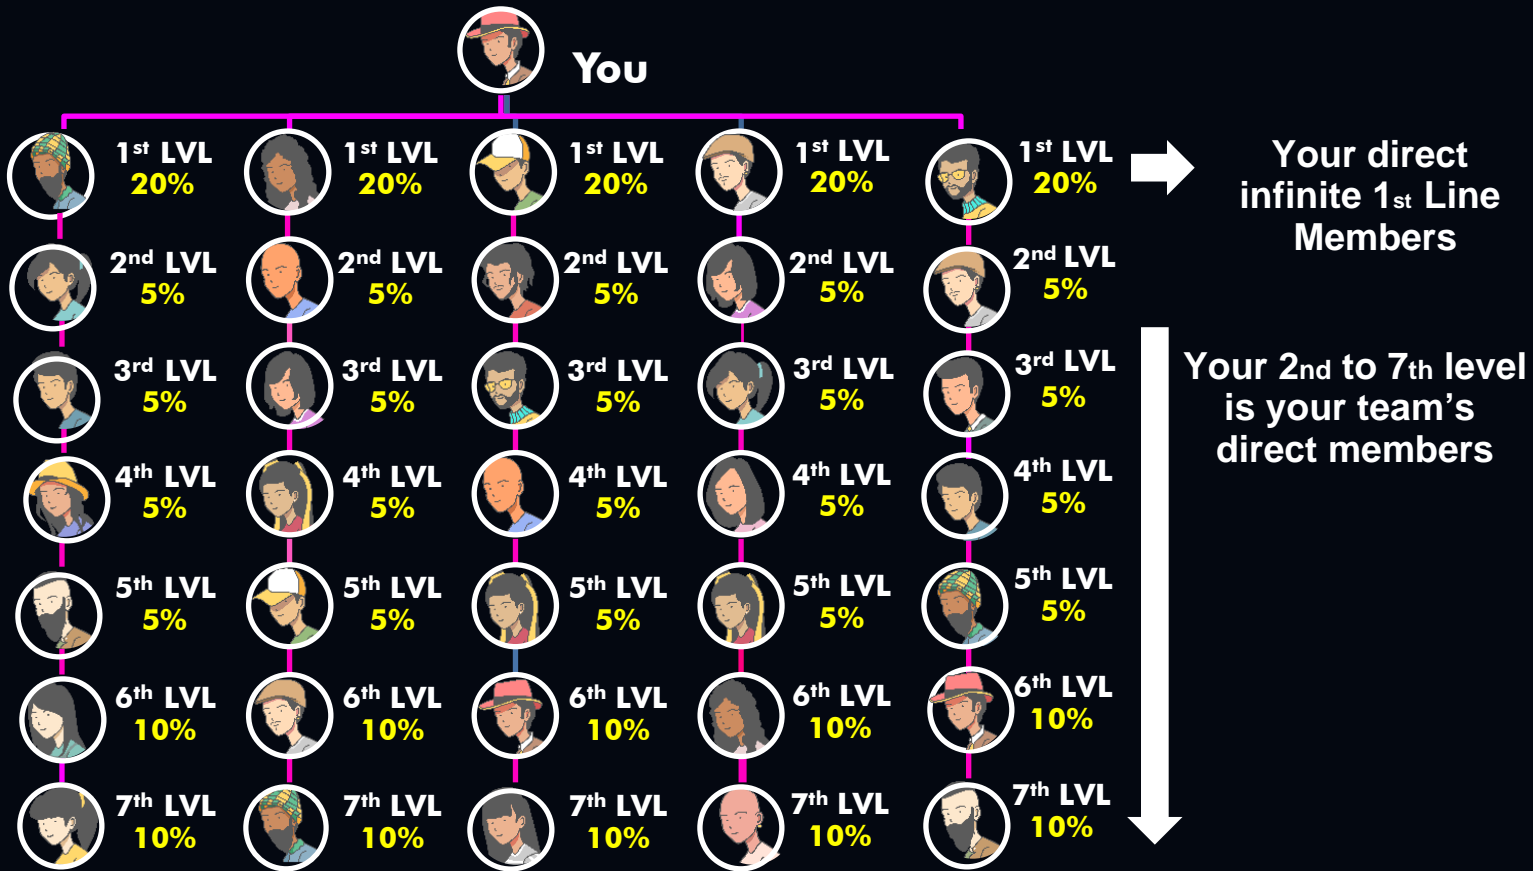 You
1st LVL
20%
1st LVL
20%
1st LVL
20%
1st LVL
20%
1st LVL
20%
Your direct
infinite 1st Line
Members
2nd LVL
5%
2nd LVL
5%
2nd LVL
5%
2nd LVL
5%
2nd LVL
5%
3rd LVL
5%
3rd LVL
5%
3rd LVL
5%
3rd LVL
5%
3rd LVL
5%
Your 2nd to 7th level
is your team's
direct members
4th LVL
5%
4th LVL
5%
4th LVL
5%
4th LVL
5%
4th LVL
5%
5th LVL
5%
5th LVL
5%
5th LVL
5%
5th LVL
5%
5th LVL
5%
6th LVL
10%
6th LVL
10%
6th LVL
10%
6th LVL
10%
6th LVL
10%
7th LVL
10%
7th LVL
10%
7th LVL
10%
7th LVL
10%
7th LVL
10%